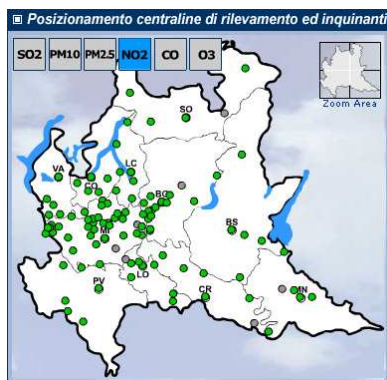 Posizionamento centraline di rilevamento ed inquinanti
SO2 PM10 PM2.5 NO2 CO O3
Zoom Area
SO
VA
CO
LC
BG
BS
MI
LO
PV
CR
MN